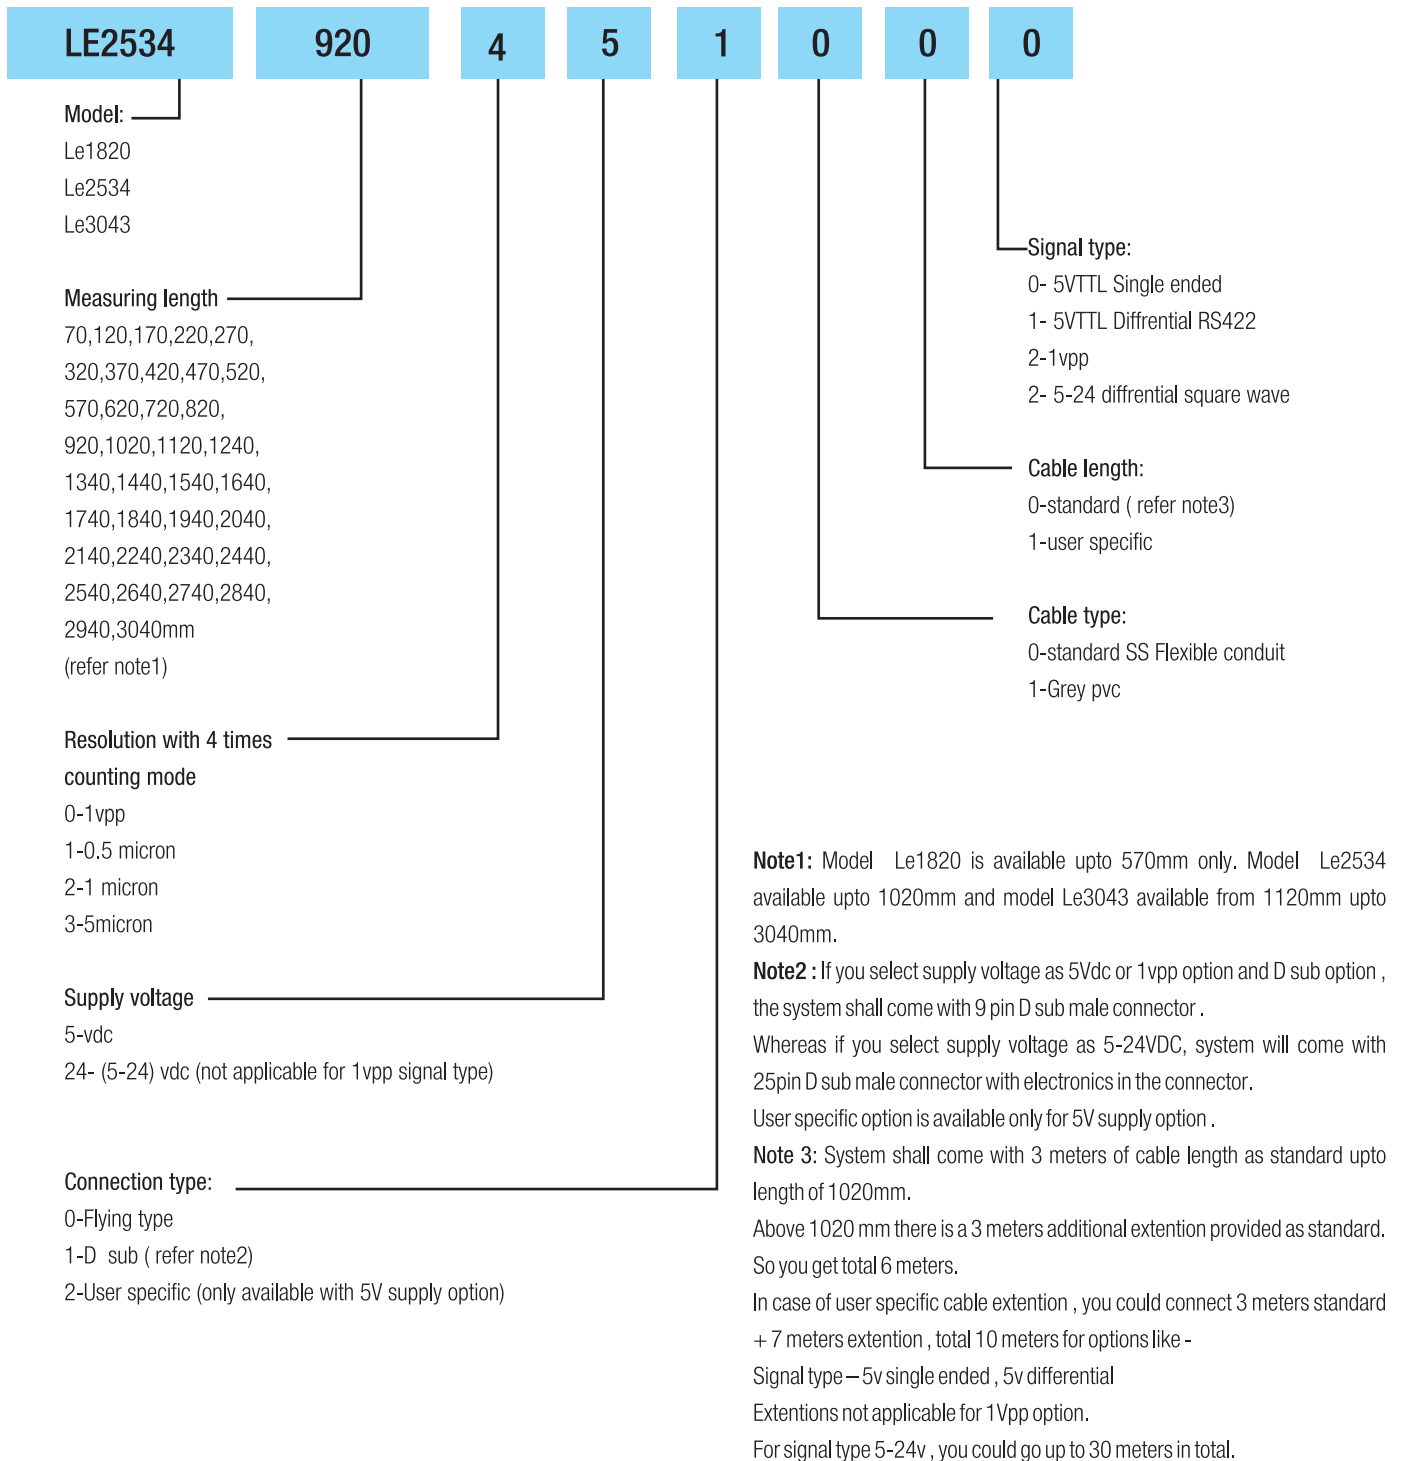 LE2534 920 4 5 1 0 0 0
Model:
Le1820
Le2534
Le3043
Measuring length
70,120,170,220,270,
320,370,420,470,520,
570,620,720,820,
920,1020,1120,1240,
1340,1440,1540,1640,
1740,1840,1940,2040,
2140,2240,2340,2440,
2540,2640,2740,2840,
2940,3040mm
(refer note1)
Resolution with 4 times
counting mode
0-1vpp
1-0.5 micron
2-1 micron
3-5micron
Supply voltage
5-vdc
24- (5-24) vdc (not applicable for 1vpp signal type)
Connection type:
0-Flying type
1-D sub ( refer note2)
2-User specific (only available with 5V supply option)
Signal type:
0- 5VTTL Single ended
1- 5VTTL Diffrential RS422
2-1vpp
2- 5-24 diffrential square wave
Cable length:
0-standard ( refer note3)
1-user specific
Cable type:
0-standard SS Flexible conduit
1-Grey pvc
Note1: Model Le1820 is available upto 570mm only. Model Le2534
available upto 1020mm and model Le3043 available from 1120mm upto
3040mm.
Note2 : If you select supply voltage as 5Vdc or 1vpp option and D sub option ,
the system shall come with 9 pin D sub male connector .
Whereas if you select supply voltage as 5-24VDC, system will come with
25pin D sub male connector with electronics in the connector.
User specific option is available only for 5V supply option .
Note 3: System shall come with 3 meters of cable length as standard upto
length of 1020mm.
Above 1020 mm there is a 3 meters additional extention provided as standard.
So you get total 6 meters.
In case of user specific cable extention , you could connect 3 meters standard
+ 7 meters extention , total 10 meters for options like -
Signal type – 5v single ended , 5v differential
Extentions not applicable for 1Vpp option.
For signal type 5-24v , you could go up to 30 meters in total.